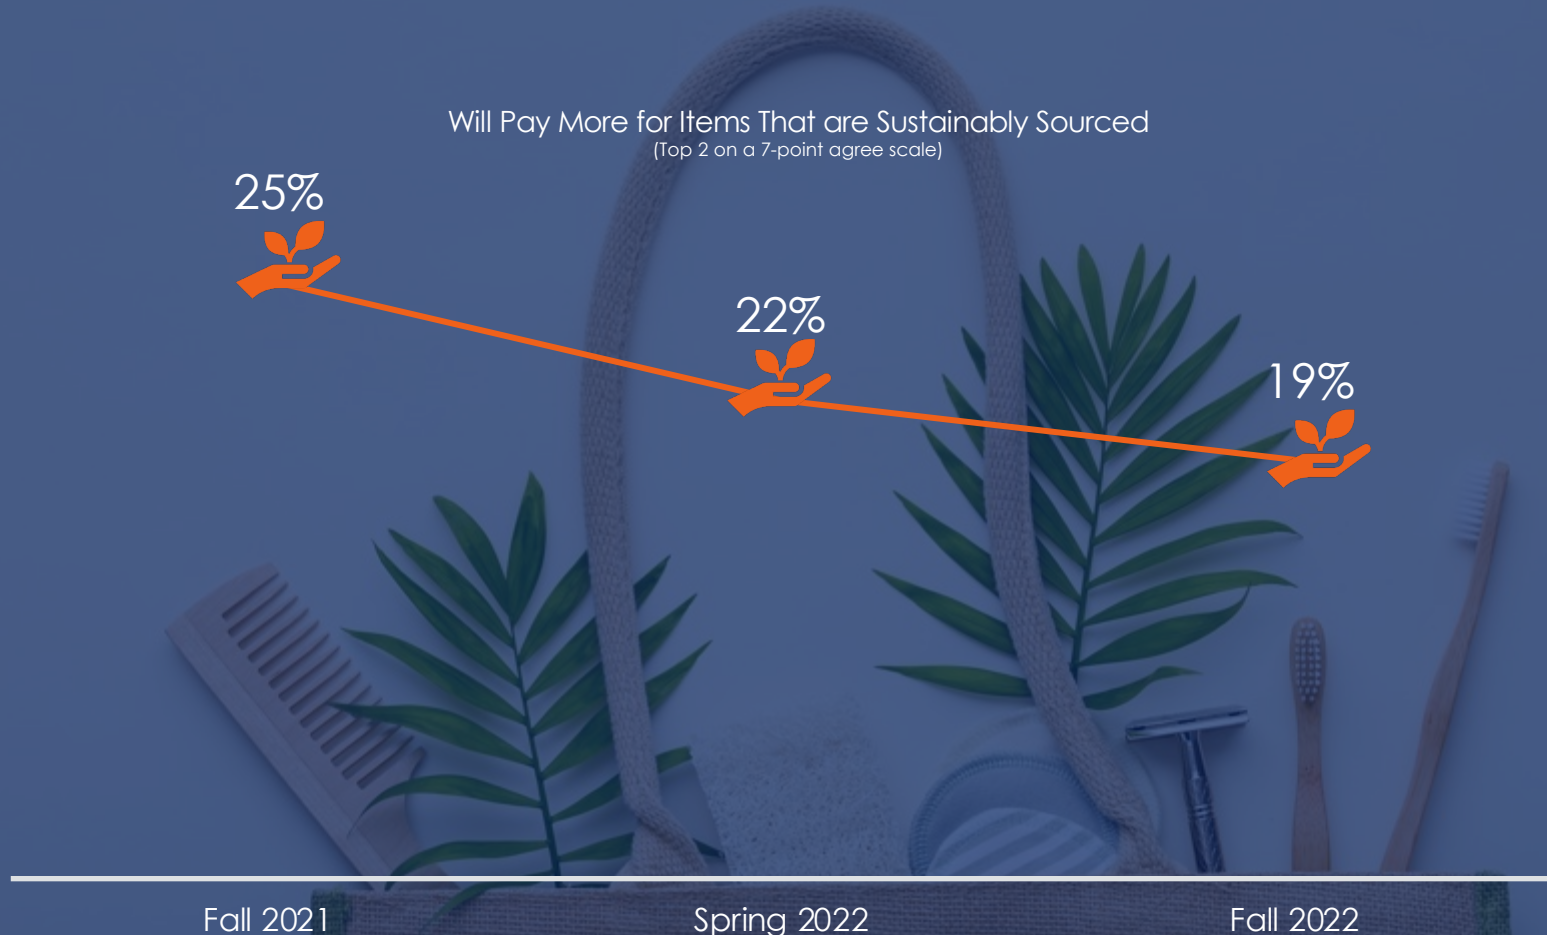 Will Pay More for Items That are Sustainably Sourced
(Top 2 on a 7-point agree scale)
25%
22%
19%
Fall 2021
Spring 2022
Fall 2022